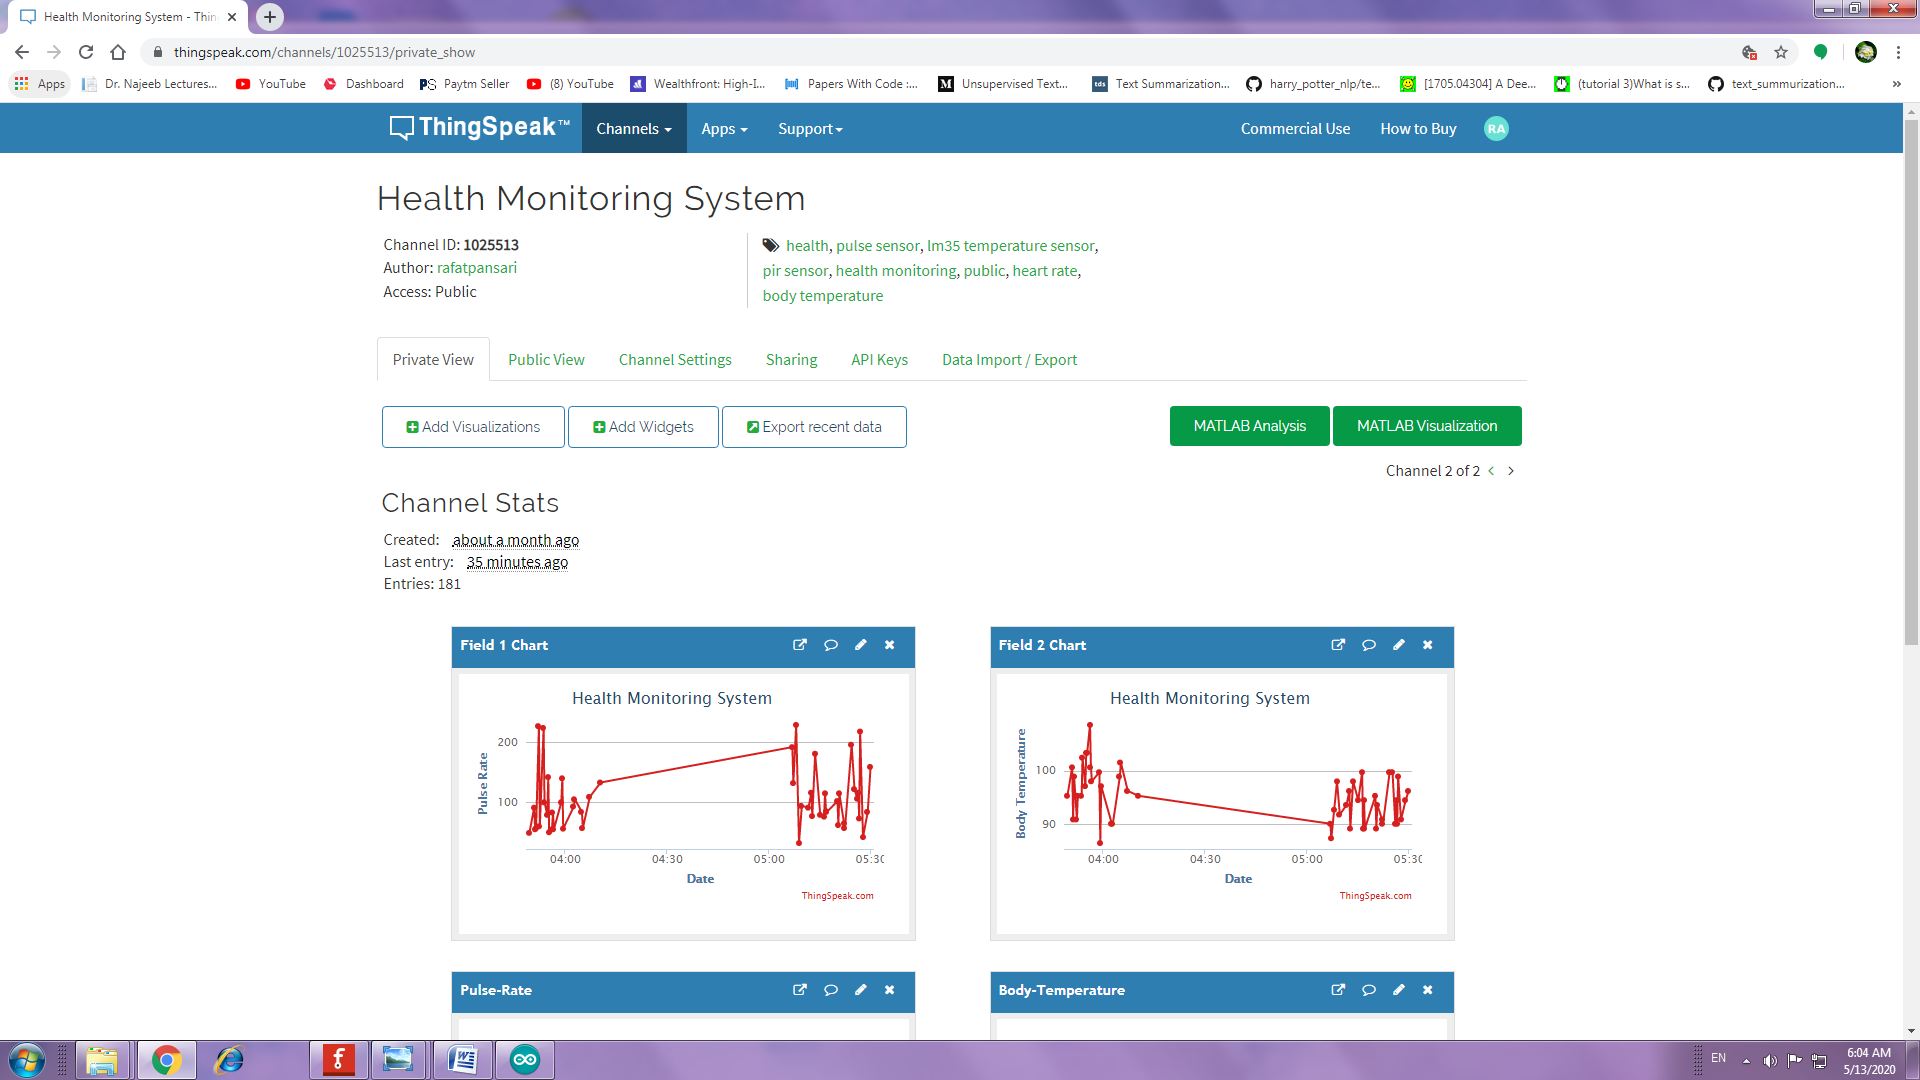 Health Monitoring System - Thin
thingspeak.com/channels/1025513/private_show
Apps Dr. Najeeb Lectures... YouTube Dashboard Paytm Seller (8) YouTube Wealthfront: High-I... Papers With Code :... Unsupervised Text... Text Summarization... harry_potter_nlp/te... [1705.04304] A Dee... (tutorial 3)What is s... text_summurization... »
ThingSpeak™ Channels Apps Support Commercial Use How to Buy RA
Health Monitoring System
Channel ID: 1025513
Author: rafatpansari
Access: Public
health, pulse sensor, lm35 temperature sensor,
pir sensor, health monitoring, public, heart rate,
body temperature
Private View Public View Channel Settings Sharing API Keys Data Import / Export
Add Visualizations Add Widgets Export recent data MATLAB Analysis MATLAB Visualization
Channel 2 of 2 < >
Channel Stats
Created: about a month ago
Last entry: 35 minutes ago
Entries: 181
Field 1 Chart
Health Monitoring System
Pulse Rate
200
100
04:00 04:30 05:00 05:30
Date
ThingSpeak.com
Field 2 Chart
Health Monitoring System
Body Temperature
100
90
04:00 04:30 05:00 05:30
Date
ThingSpeak.com
Pulse-Rate
Body-Temperature
EN
6:04 AM
5/13/2020